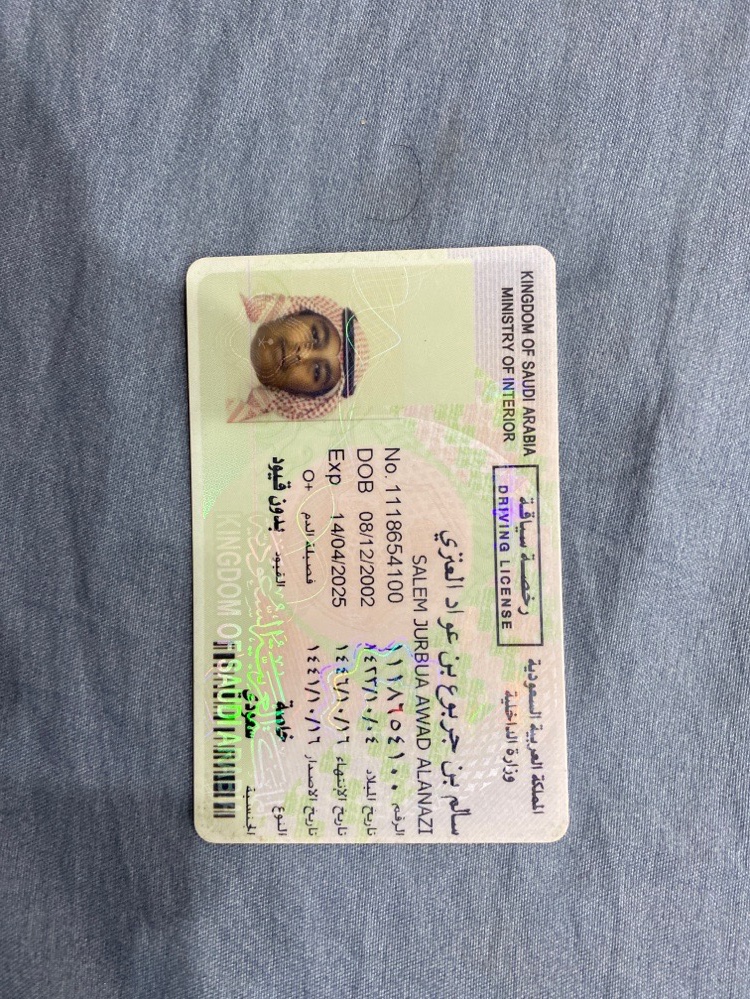 KINGDOM OF SAUDI ARABIA
MINISTRY OF INTERIOR
رخصة سياقة
DRIVING LICENSE
المملكة العربية السعودية
وزارة الداخلية
سالم بن جربوع بن عواد العنزي
SALEM JURBUA AWAD ALANAZI
No. 1118654100 الرقم ١١١٨٦٥٤١٠٠
DOB 08/12/2002 تاريخ الميلاد ١٤٢٣/١٠/٠٤
Exp 14/04/2025 تاريخ الإنتهاء ١٤٤٦/١٠/١٦
O+ فصيلة الدم تاريخ الاصدار ١٤٤١/١٠/١٦
النوع خاصة القيود بدون قيود
الجنسية سعودي
KINGDOM OF SAUDI ARABI